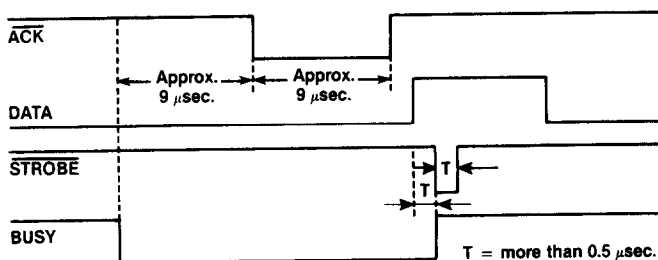 ACK
Approx. Approx.
9 μsec. 9 μsec.
DATA
STROBE
T
T
BUSY
T = more than 0.5 μsec.